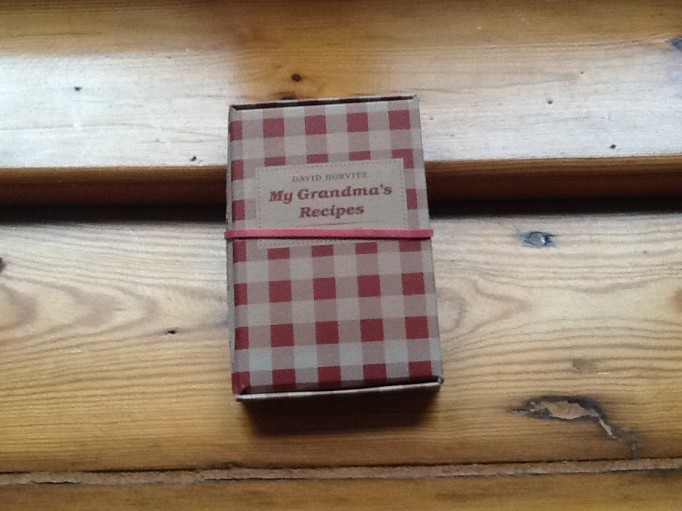 DAVID HORVITZ
My Grandma's
Recipes